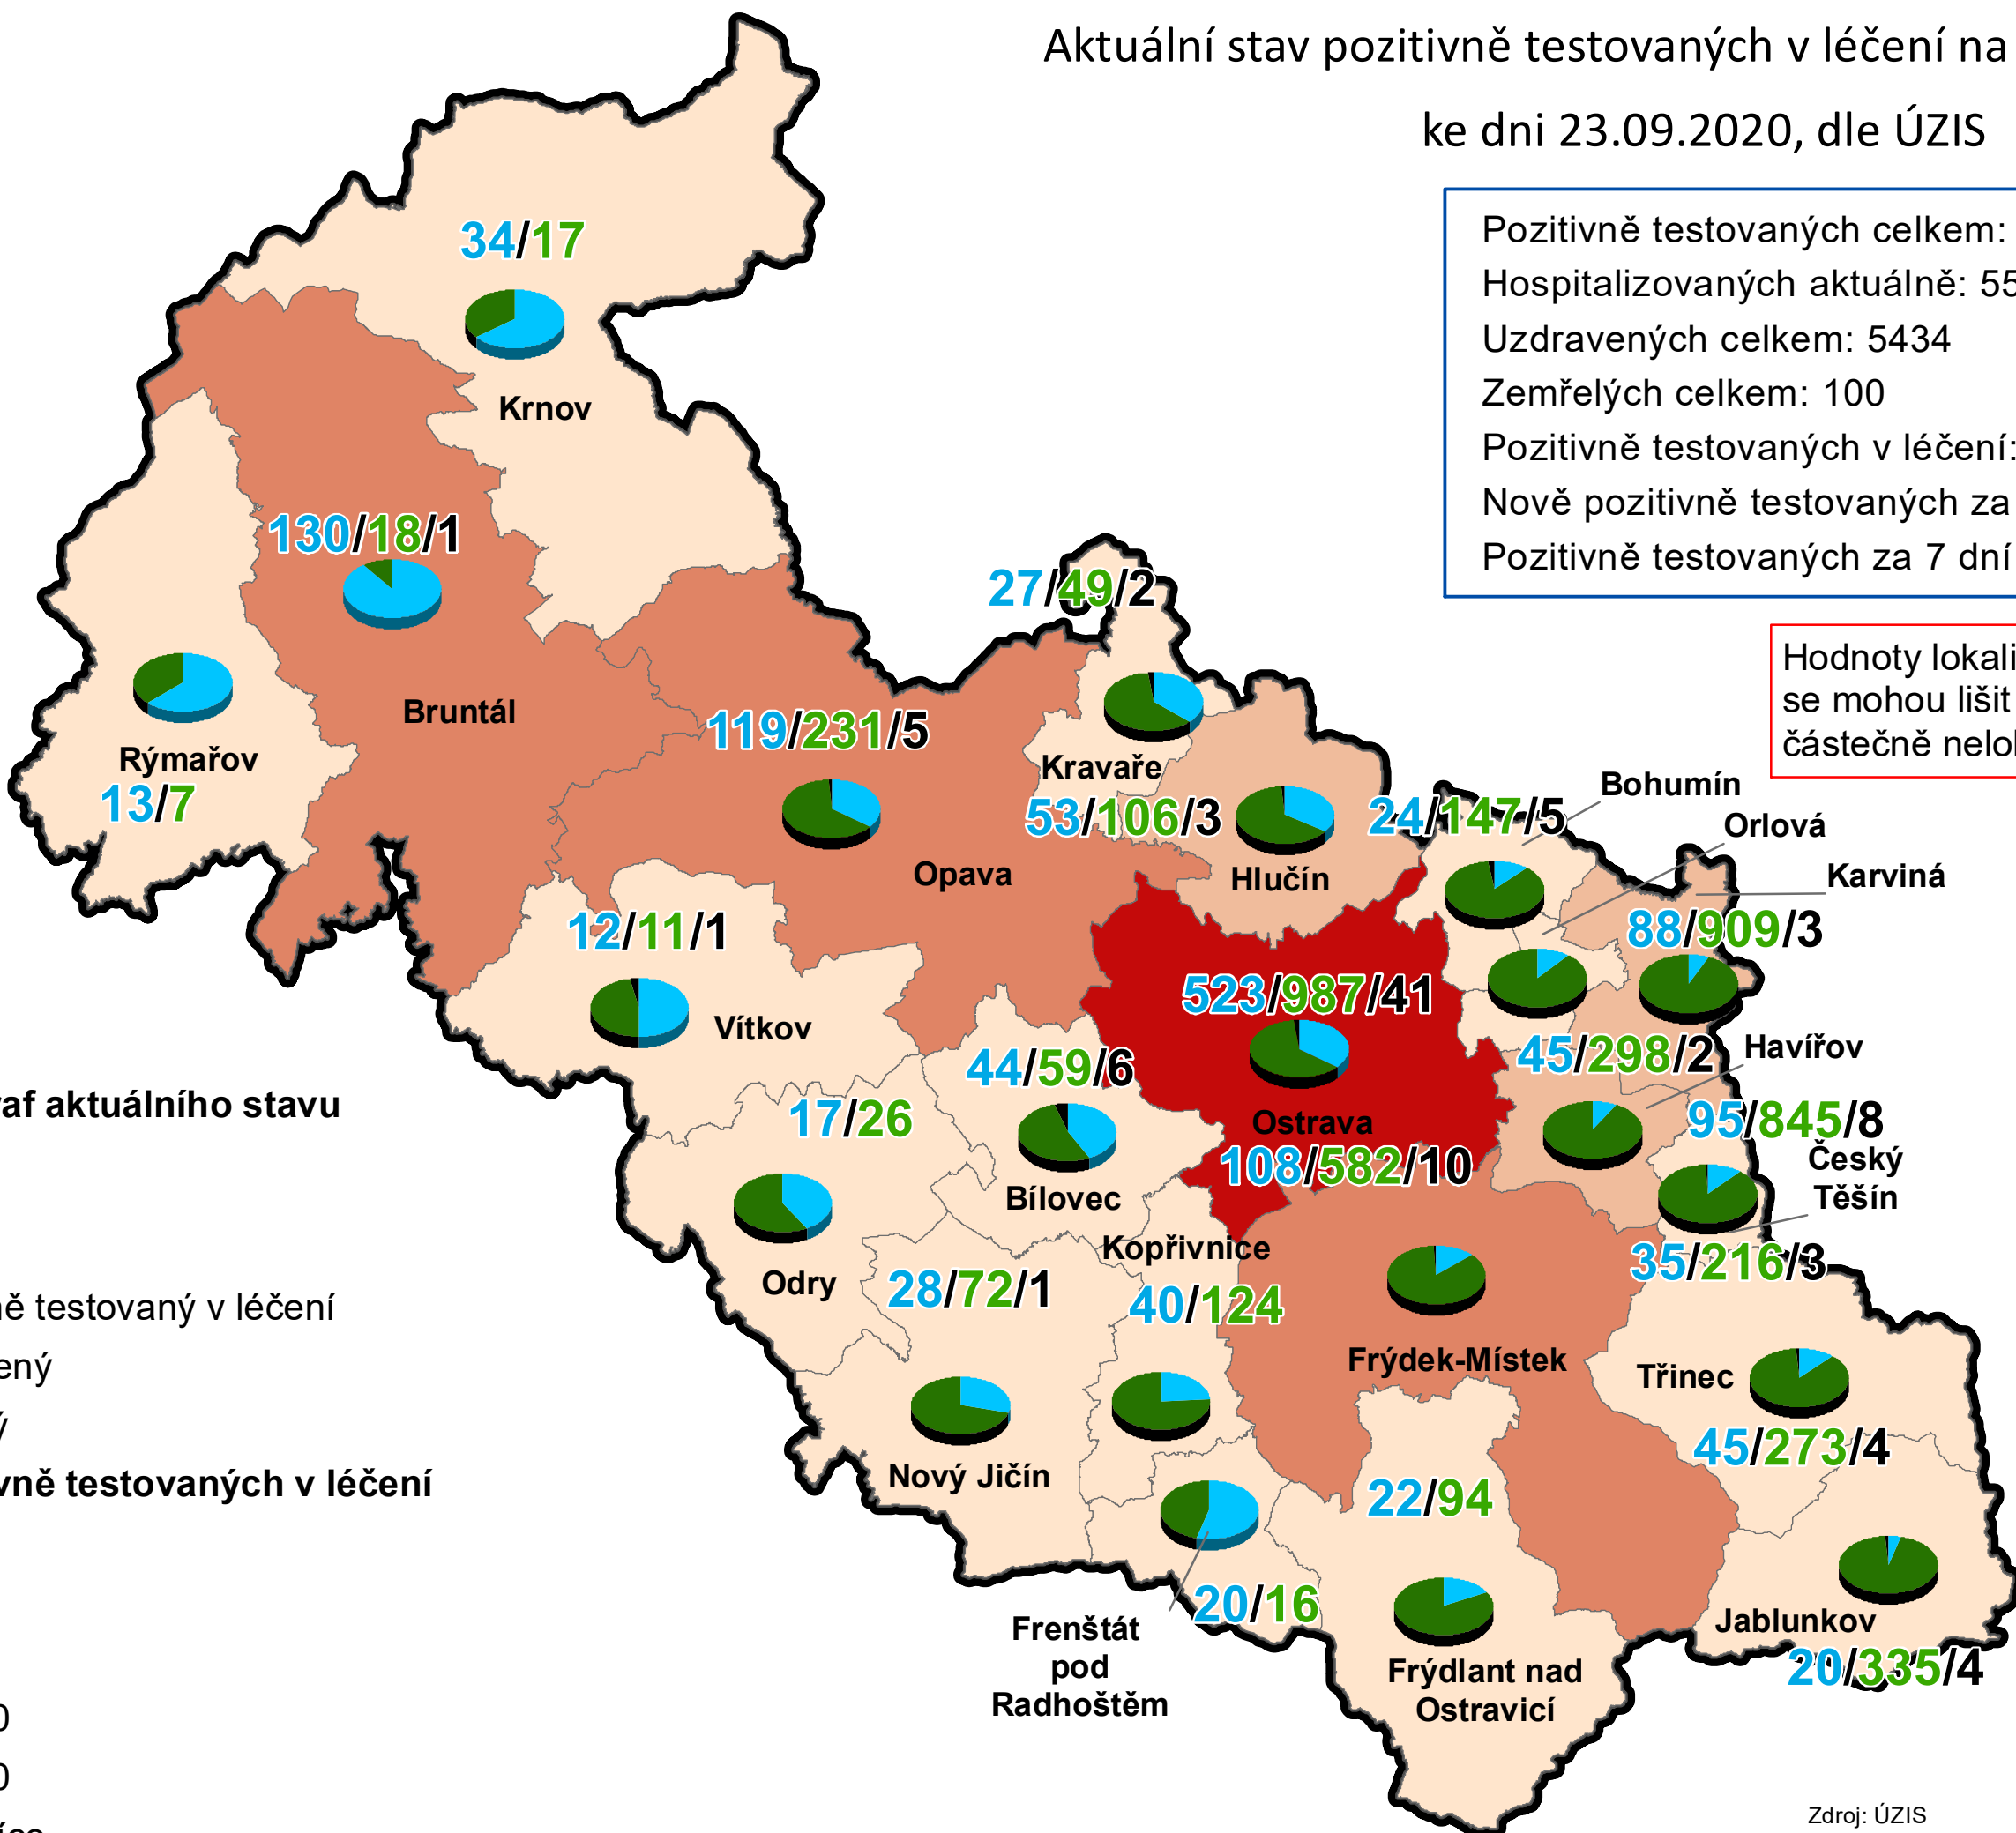 Aktuální stav pozitivně testovaných v léčení na
ke dni 23.09.2020, dle ÚZIS
Pozitivně testovaných celkem:
Hospitalizovaných aktuálně: 55
Uzdravených celkem: 5434
Zemřelých celkem: 100
Pozitivně testovaných v léčení:
Nově pozitivně testovaných za
Pozitivně testovaných za 7 dní
Hodnoty lokali
se mohou lišit
částečně nelok
34/17
Krnov
130/18/1
Bruntál
Rýmařov
13/7
27/49/2
Kravaře
119/231/5
Opava
53/106/3
Hlučín
24/147/5
Bohumín
Orlová
Karviná
88/909/3
12/11/1
Vítkov
523/987/41
Ostrava
108/582/10
45/298/2
Havířov
95/845/8
Český
Těšín
35/216/3
44/59/6
Bílovec
17/26
Odry
28/72/1
Nový Jičín
Kopřivnice
40/124
Frýdek-Místek
Třinec
45/273/4
22/94
Frýdlant nad
Ostravicí
20/16
Frenštát
pod
Radhoštěm
Jablunkov
20/335/4
af aktuálního stavu
ně testovaný v léčení
ený
ý
vně testovaných v léčení
0
0
íce
Zdroj: ÚZIS